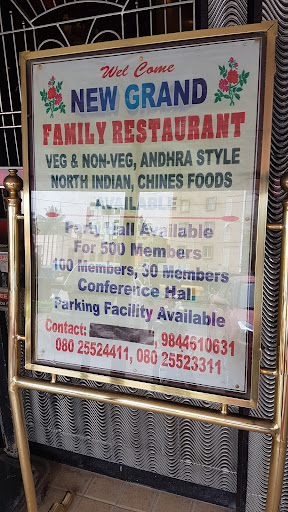 Wel Come
NEW GRAND
FAMILY RESTAURANT
VEG & NON-VEG, ANDHRA STYLE
NORTH INDIAN, CHINES FOODS
AVAILABLE
Party Hall Available
For 500 Members
100 Members, 30 Members
Conference Hall
Parking Facility Available
Contact: , 9844610631
080 25524411, 080 25523311